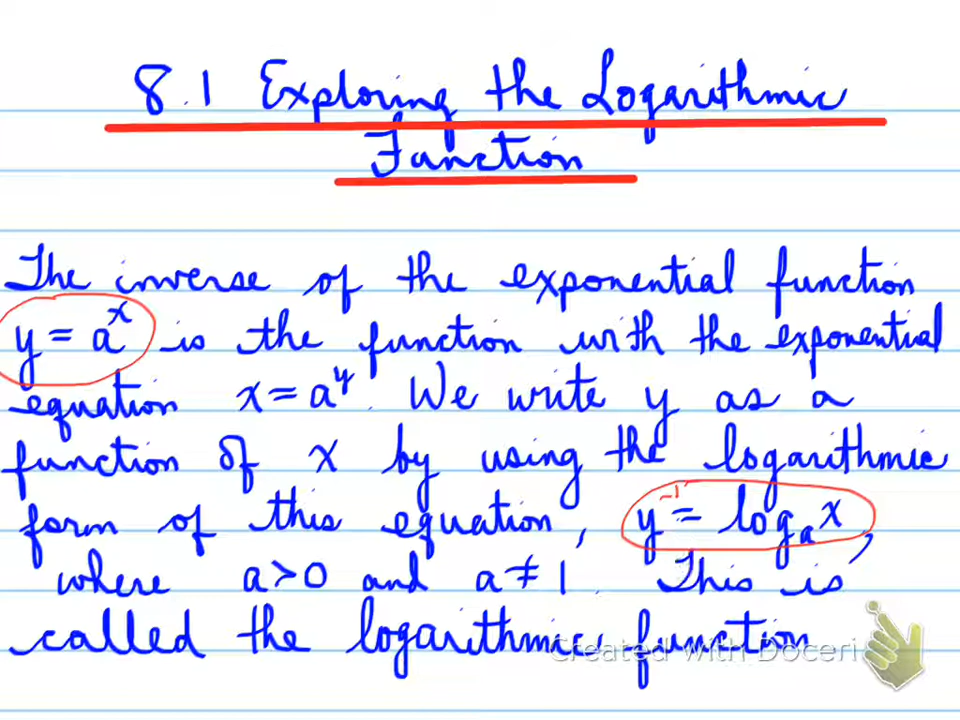 8.1 Exploring the Logarithmic
Function
The inverse of the exponential function
y = aˣ is the function with the exponential
equation x = aʸ. We write y as a
function of x by using the logarithmic
form of this equation, y⁻¹ = logₐx,
where a>0 and a ≠ 1. This is
called the logarithmic function
Created with Doceri